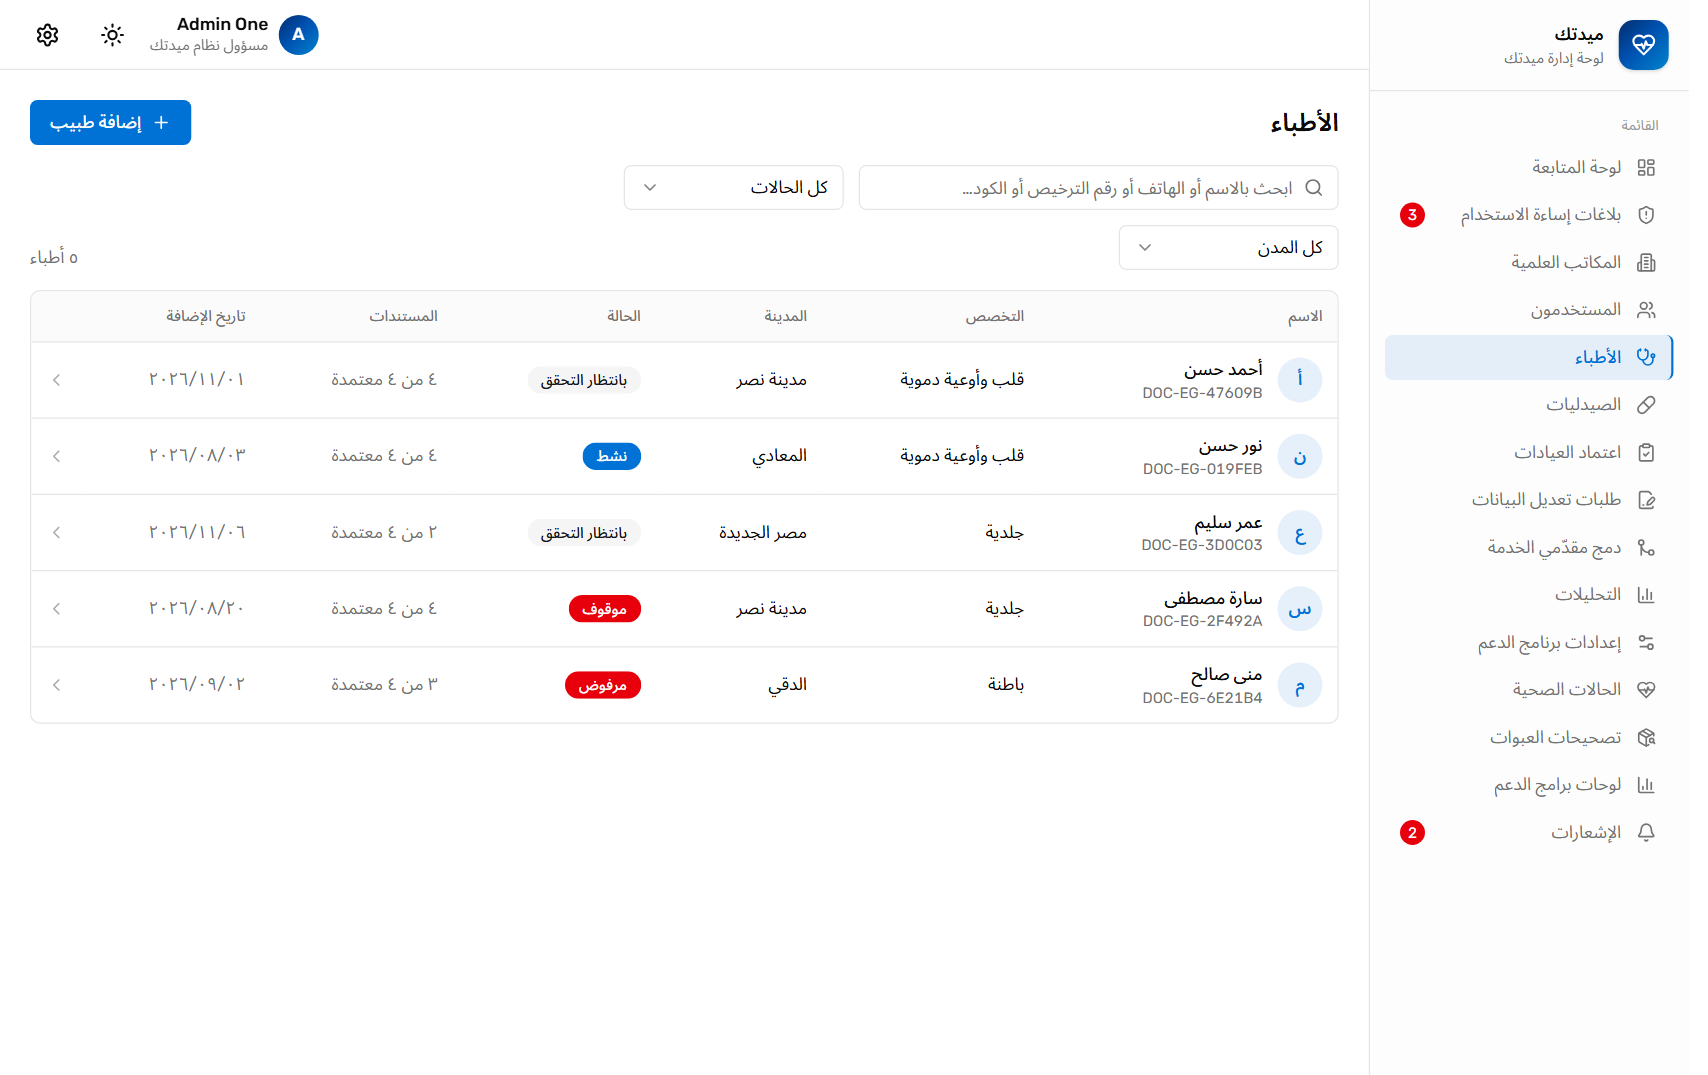 ميدتك
لوحة إدارة ميدتك
القائمة
لوحة المتابعة
بلاغات إساءة الاستخدام 3
المكاتب العلمية
المستخدمون
الأطباء
الصيدليات
اعتماد العيادات
طلبات تعديل البيانات
دمج مقدّمي الخدمة
التحليلات
إعدادات برنامج الدعم
الحالات الصحية
تصحيحات العبوات
لوحات برامج الدعم
الإشعارات 2
A
Admin One
مسؤول نظام ميدتك
الأطباء
إضافة طبيب
ابحث بالاسم أو الهاتف أو رقم الترخيص أو الكود...
كل الحالات
كل المدن
٥ أطباء
الاسم التخصص المدينة الحالة المستندات تاريخ الإضافة
أ أحمد حسن قلب وأوعية دموية مدينة نصر بانتظار التحقق ٤ من ٤ معتمدة ٢٠٢٦/١١/٠١
DOC-EG-47609B
ن نور حسن قلب وأوعية دموية المعادي نشط ٤ من ٤ معتمدة ٢٠٢٦/٠٨/٠٣
DOC-EG-019FEB
ع عمر سليم جلدية مصر الجديدة بانتظار التحقق ٢ من ٤ معتمدة ٢٠٢٦/١١/٠٦
DOC-EG-3D0C03
س سارة مصطفى جلدية مدينة نصر موقوف ٤ من ٤ معتمدة ٢٠٢٦/٠٨/٢٠
DOC-EG-2F492A
م منى صالح باطنة الدقي مرفوض ٣ من ٤ معتمدة ٢٠٢٦/٠٩/٠٢
DOC-EG-6E21B4